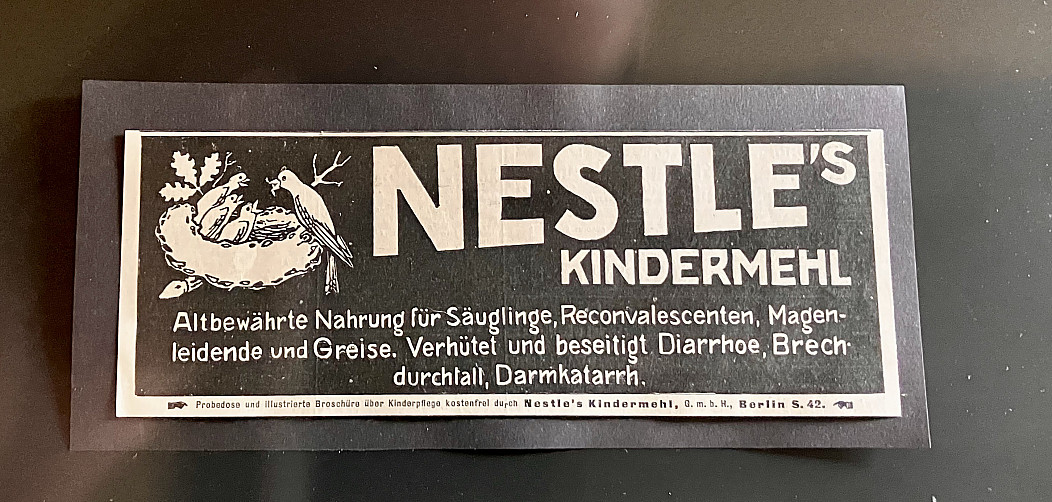 NESTLE's
KINDERMEHL
Altbewährte Nahrung für Säuglinge, Reconvalescenten, Magen-
leidende und Greise. Verhütet und beseitigt Diarrhoe, Brech-
durchfall, Darmkatarrh.
Probedose und illustrierte Broschüre über Kinderpflege kostenfrei durch Nestle's Kindermehl, G. m. b. H., Berlin S. 42.